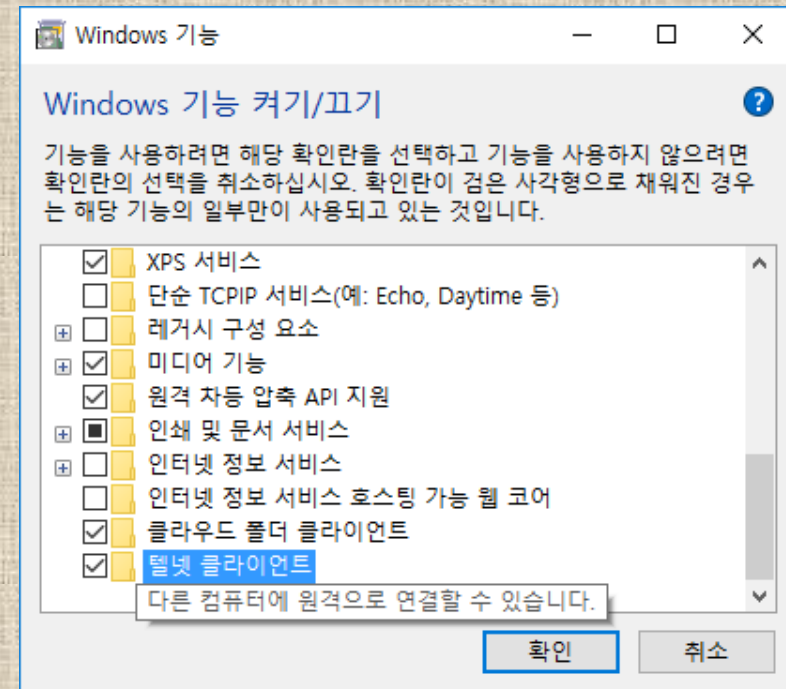 Windows 기능
Windows 기능 켜기/끄기
기능을 사용하려면 해당 확인란을 선택하고 기능을 사용하지 않으려면
확인란의 선택을 취소하십시오. 확인란이 검은 사각형으로 채워진 경우
는 해당 기능의 일부만이 사용되고 있는 것입니다.
XPS 서비스
단순 TCPIP 서비스(예: Echo, Daytime 등)
레거시 구성 요소
미디어 기능
원격 차등 압축 API 지원
인쇄 및 문서 서비스
인터넷 정보 서비스
인터넷 정보 서비스 호스팅 가능 웹 코어
클라우드 폴더 클라이언트
텔넷 클라이언트
다른 컴퓨터에 원격으로 연결할 수 있습니다.
확인 취소